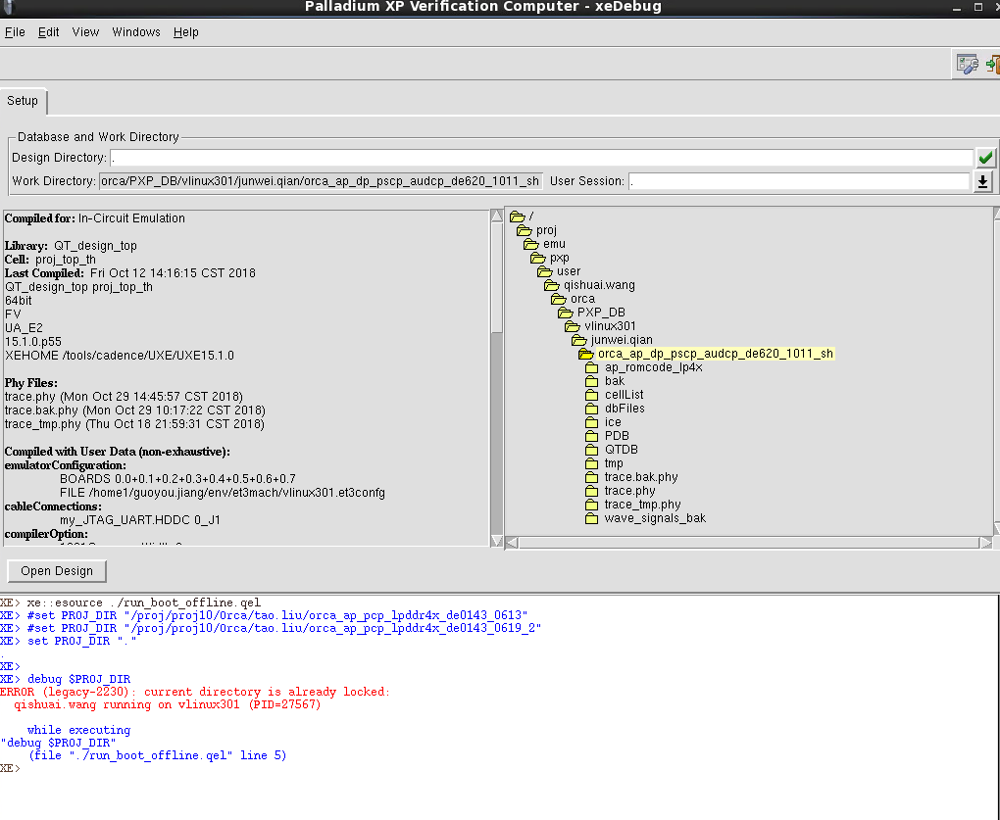 Palladium XP Verification Computer - xeDebug
File Edit View Windows Help
Setup
Database and Work Directory
Design Directory: .
Work Directory: orca/PXP_DB/vlinux301/junwei.qian/orca_ap_dp_pscp_audcp_de620_1011_sh User Session: .
Compiled for: In-Circuit Emulation
Library: QT_design_top
Cell: proj_top_th
Last Compiled: Fri Oct 12 14:16:15 CST 2018
QT_design_top proj_top_th
64bit
FV
UA_E2
15.1.0.p55
XEHOME /tools/cadence/UXE/UXE15.1.0
Phy Files:
trace.phy (Mon Oct 29 14:45:57 CST 2018)
trace.bak.phy (Mon Oct 29 10:17:22 CST 2018)
trace_tmp.phy (Thu Oct 18 21:59:31 CST 2018)
Compiled with User Data (non-exhaustive):
emulatorConfiguration:
BOARDS 0.0+0.1+0.2+0.3+0.4+0.5+0.6+0.7
FILE /home1/guoyou.jiang/env/et3mach/vlinux301.et3confg
cableConnections:
my_JTAG_UART.HDDC 0_J1
compilerOption:
/
proj
emu
pxp
user
qishuai.wang
orca
PXP_DB
vlinux301
junwei.qian
orca_ap_dp_pscp_audcp_de620_1011_sh
ap_romcode_lp4x
bak
cellList
dbFiles
ice
PDB
QTDB
tmp
trace.bak.phy
trace.phy
trace_tmp.phy
wave_signals_bak
Open Design
XE> xe::esource ./run_boot_offline.qel
XE> #set PROJ_DIR "/proj/proj10/Orca/tao.liu/orca_ap_pcp_lpddr4x_de0143_0613"
XE> #set PROJ_DIR "/proj/proj10/Orca/tao.liu/orca_ap_pcp_lpddr4x_de0143_0619_2"
XE> set PROJ_DIR "."
.
XE>
XE> debug $PROJ_DIR
ERROR (legacy-2230): current directory is already locked:
qishuai.wang running on vlinux301 (PID=27567)
while executing
"debug $PROJ_DIR"
(file "./run_boot_offline.qel" line 5)
XE>